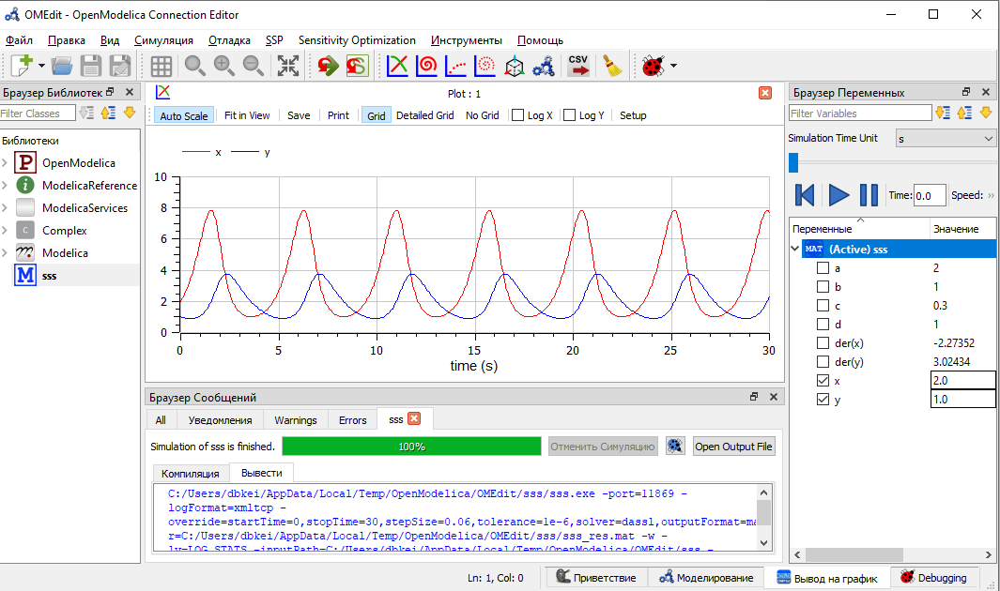 OMEdit - OpenModelica Connection Editor
Файл Правка Вид Симуляция Отладка SSP Sensitivity Optimization Инструменты Помощь
CSV
Браузер Библиотек
Filter Classes
Библиотеки
P OpenModelica
i ModelicaReference
ModelicaServices
C Complex
Modelica
M sss
Plot : 1
Auto Scale Fit in View Save Print Grid Detailed Grid No Grid Log X Log Y Setup
x y
10
8
6
4
2
0
0 5 10 15 20 25 30
time (s)
Браузер Сообщений
All Уведомления Warnings Errors sss
Simulation of sss is finished. 100% Отменить Симуляцию Open Output File
Компиляция Вывести
C:/Users/dbkei/AppData/Local/Temp/OpenModelica/OMEdit/sss/sss.exe -port=11869 -
logFormat=xmltcp -
override=startTime=0,stopTime=30,stepSize=0.06,tolerance=1e-6,solver=dassl,outputFormat=ma
r=C:/Users/dbkei/AppData/Local/Temp/OpenModelica/OMEdit/sss/sss_res.mat -w -
lv=LOG_STATS -inputPath=C:/Users/dbkei/AppData/Local/Temp/OpenModelica/OMEdit/sss -
Браузер Переменных
Filter Variables
Simulation Time Unit s
Time: 0.0 Speed: »
Переменные Значение
MAT (Active) sss
a 2
b 1
c 0.3
d 1
der(x) -2.27352
der(y) 3.02434
x 2.0
y 1.0
Ln: 1, Col: 0 Приветствие Моделирование Вывод на график Debugging